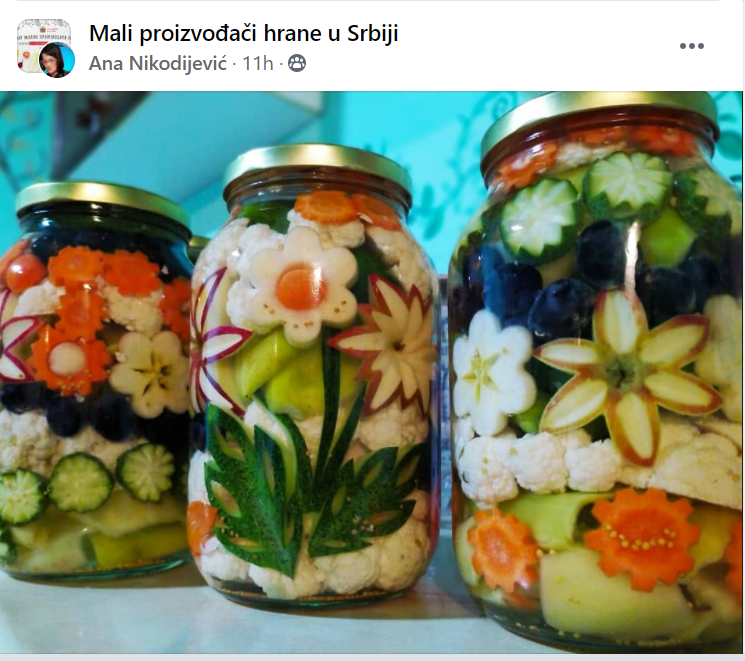 Mali proizvođači hrane u Srbiji
Ana Nikodijević · 11h ·